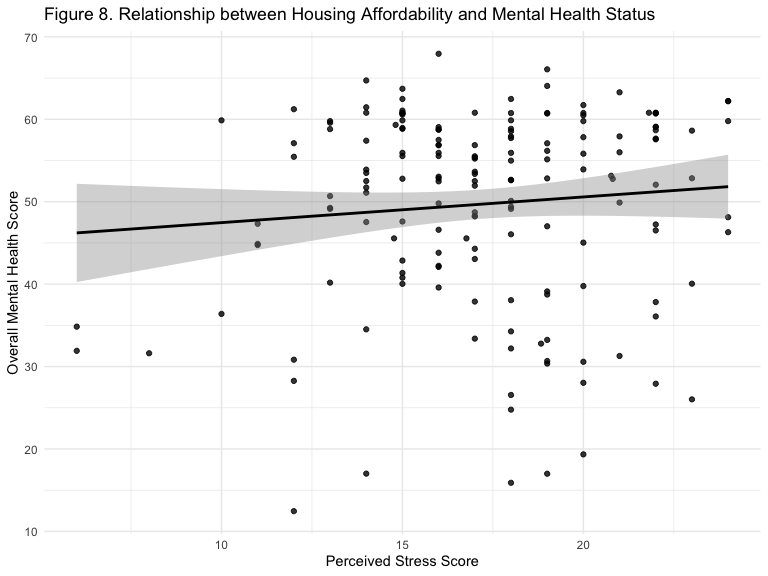 Figure 8. Relationship between Housing Affordability and Mental Health Status
70
60
50
40
30
20
10
Overall Mental Health Score
10 15 20
Perceived Stress Score